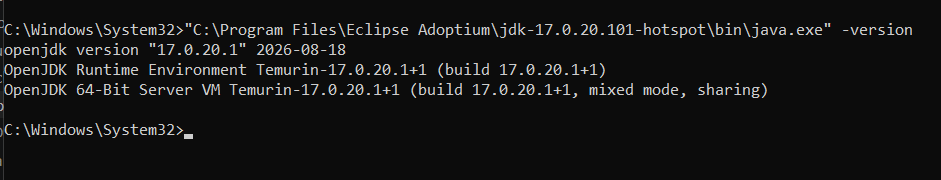 C:\Windows\System32>"C:\Program Files\Eclipse Adoptium\jdk-17.0.20.101-hotspot\bin\java.exe" -version
openjdk version "17.0.20.1" 2026-08-18
OpenJDK Runtime Environment Temurin-17.0.20.1+1 (build 17.0.20.1+1)
OpenJDK 64-Bit Server VM Temurin-17.0.20.1+1 (build 17.0.20.1+1, mixed mode, sharing)
C:\Windows\System32>